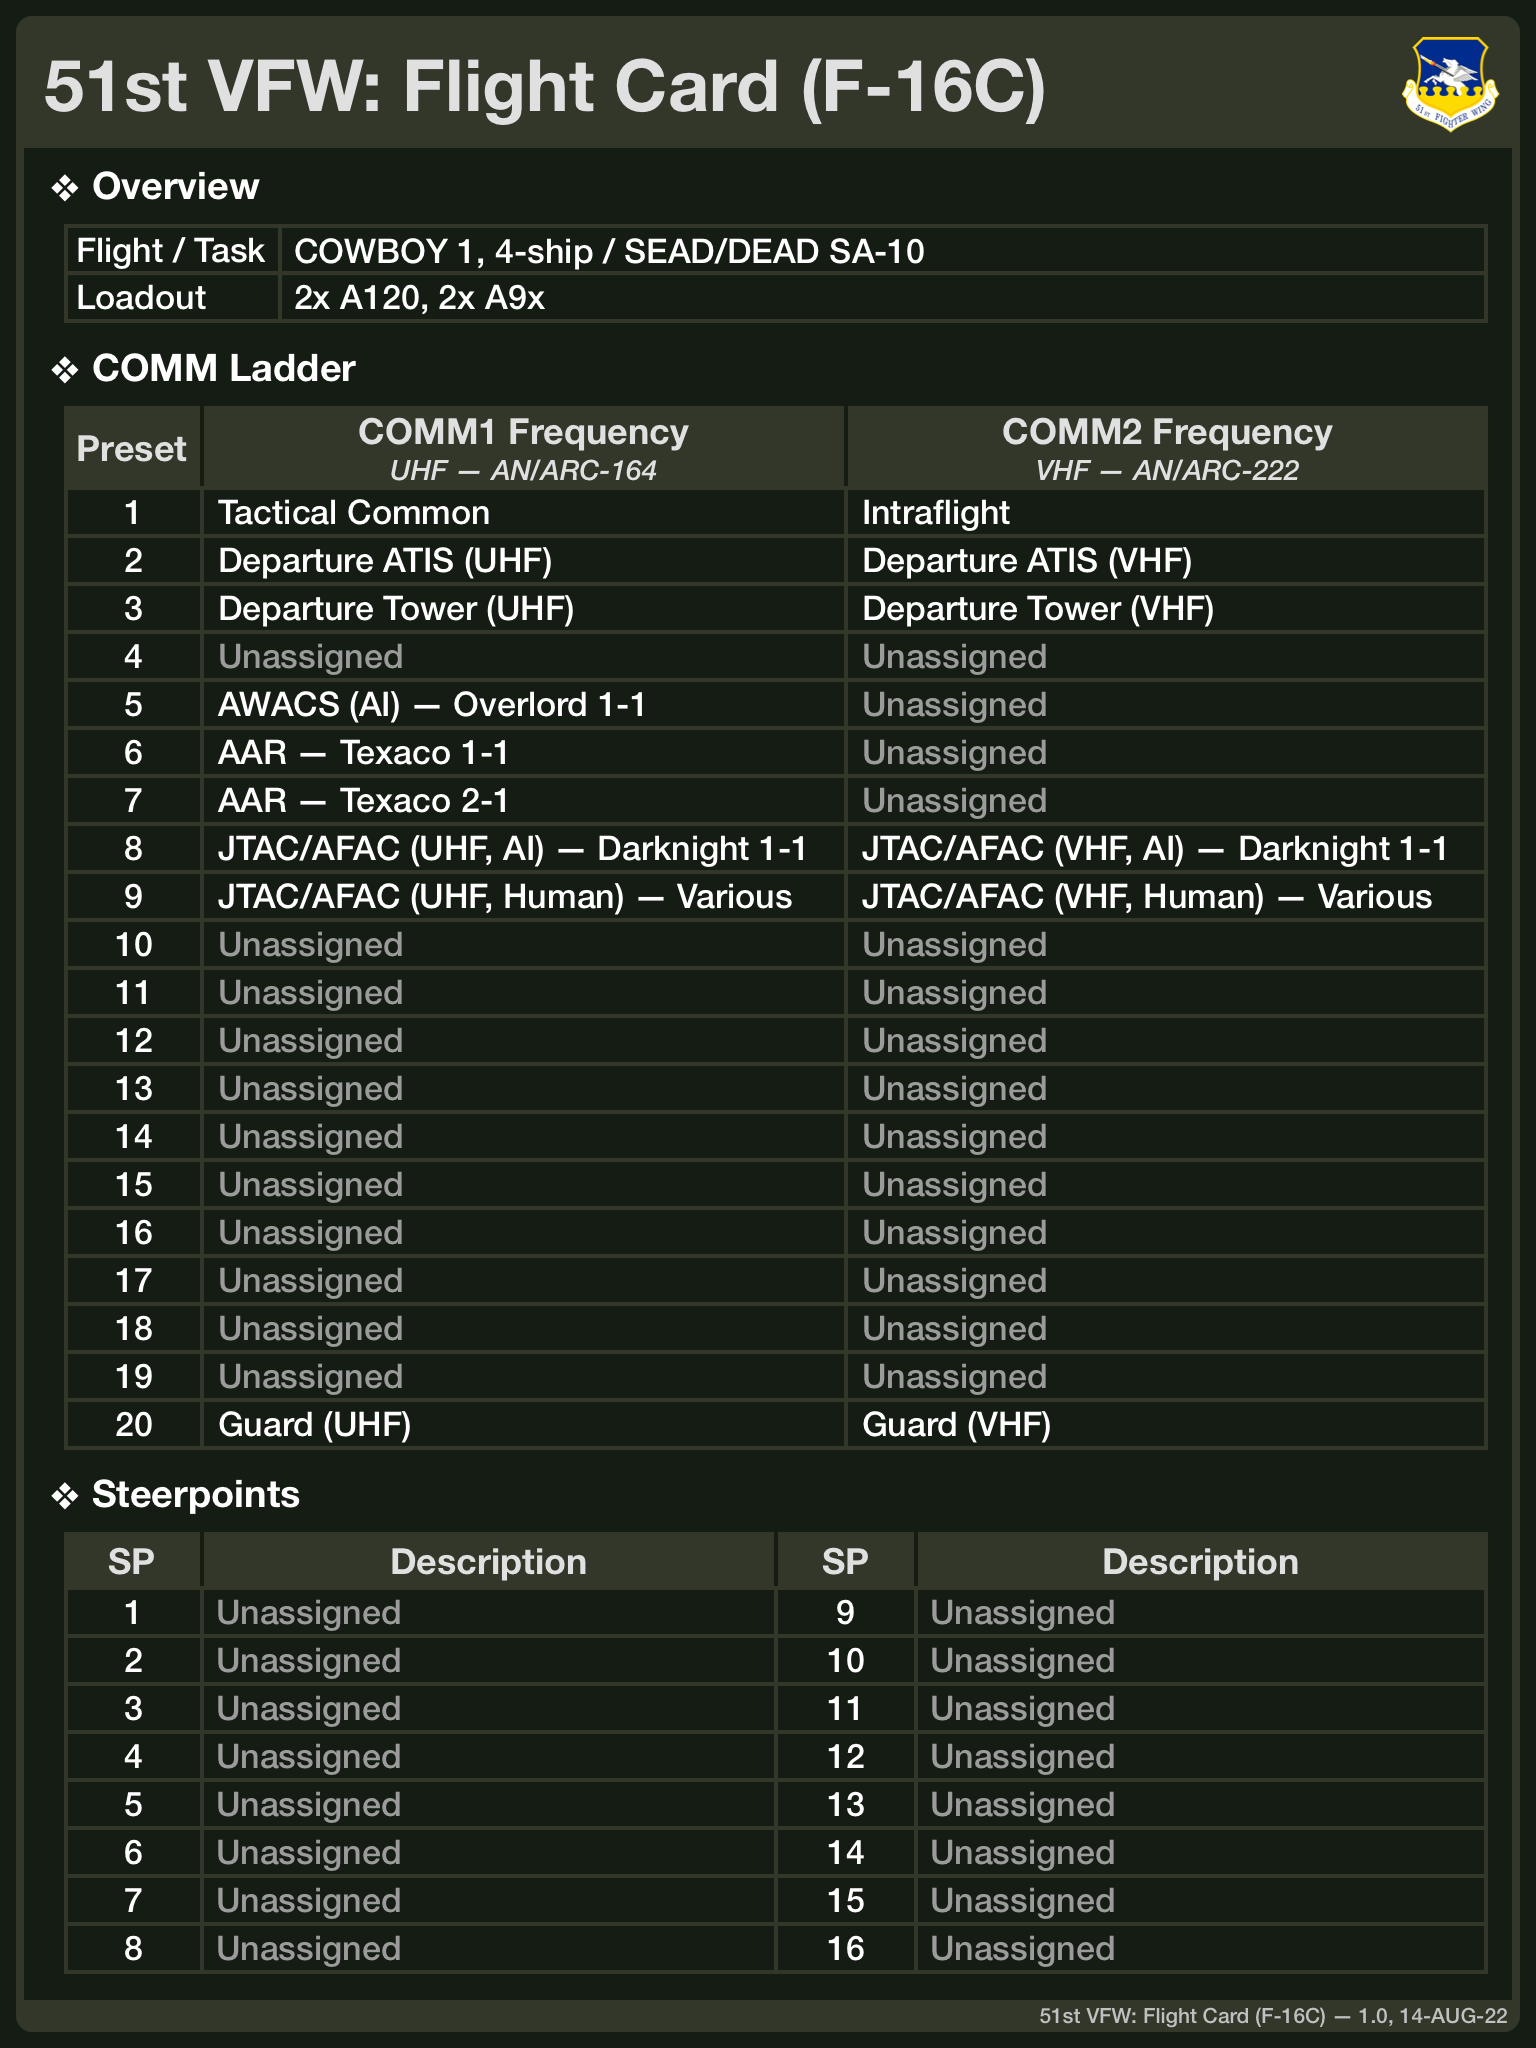 51st VFW: Flight Card (F-16C)
51st FIGHTER WING
❖ Overview
Flight / Task COWBOY 1, 4-ship / SEAD/DEAD SA-10
Loadout 2x A120, 2x A9x
❖ COMM Ladder
Preset COMM1 Frequency COMM2 Frequency
UHF — AN/ARC-164 VHF — AN/ARC-222
1 Tactical Common Intraflight
2 Departure ATIS (UHF) Departure ATIS (VHF)
3 Departure Tower (UHF) Departure Tower (VHF)
4 Unassigned Unassigned
5 AWACS (AI) — Overlord 1-1 Unassigned
6 AAR — Texaco 1-1 Unassigned
7 AAR — Texaco 2-1 Unassigned
8 JTAC/AFAC (UHF, AI) — Darknight 1-1 JTAC/AFAC (VHF, AI) — Darknight 1-1
9 JTAC/AFAC (UHF, Human) — Various JTAC/AFAC (VHF, Human) — Various
10 Unassigned Unassigned
11 Unassigned Unassigned
12 Unassigned Unassigned
13 Unassigned Unassigned
14 Unassigned Unassigned
15 Unassigned Unassigned
16 Unassigned Unassigned
17 Unassigned Unassigned
18 Unassigned Unassigned
19 Unassigned Unassigned
20 Guard (UHF) Guard (VHF)
❖ Steerpoints
SP Description SP Description
1 Unassigned 9 Unassigned
2 Unassigned 10 Unassigned
3 Unassigned 11 Unassigned
4 Unassigned 12 Unassigned
5 Unassigned 13 Unassigned
6 Unassigned 14 Unassigned
7 Unassigned 15 Unassigned
8 Unassigned 16 Unassigned
51st VFW: Flight Card (F-16C) — 1.0, 14-AUG-22